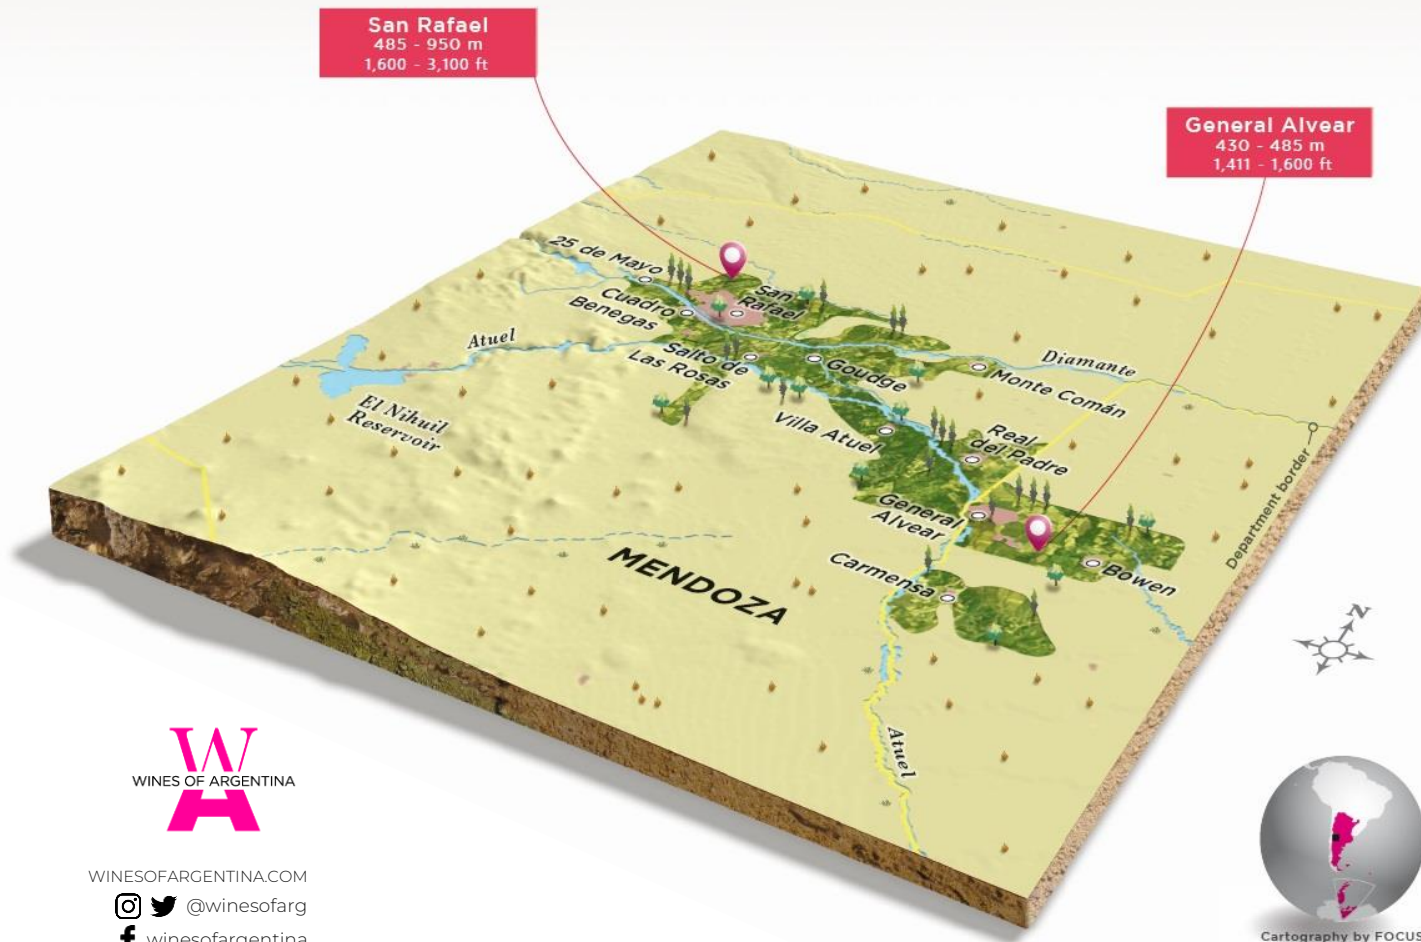 San Rafael
485 - 950 m
1,600 - 3,100 ft
General Alvear
430 - 485 m
1,411 - 1,600 ft
25 de Mayo
San
Rafael
Cuadro
Benegas
Atuel
Salto de
Las Rosas
Goudge
Diamante
Monte Comán
El Nihuil
Reservoir
Villa Atuel
Real
del Padre
General
Alvear
Department border
MENDOZA
Carmensa
Bowen
N
Atuel
W
WINES OF ARGENTINA
A
WINESOFARGENTINA.COM
@winesofarg
winesofargentina
Cartography by FOCUS